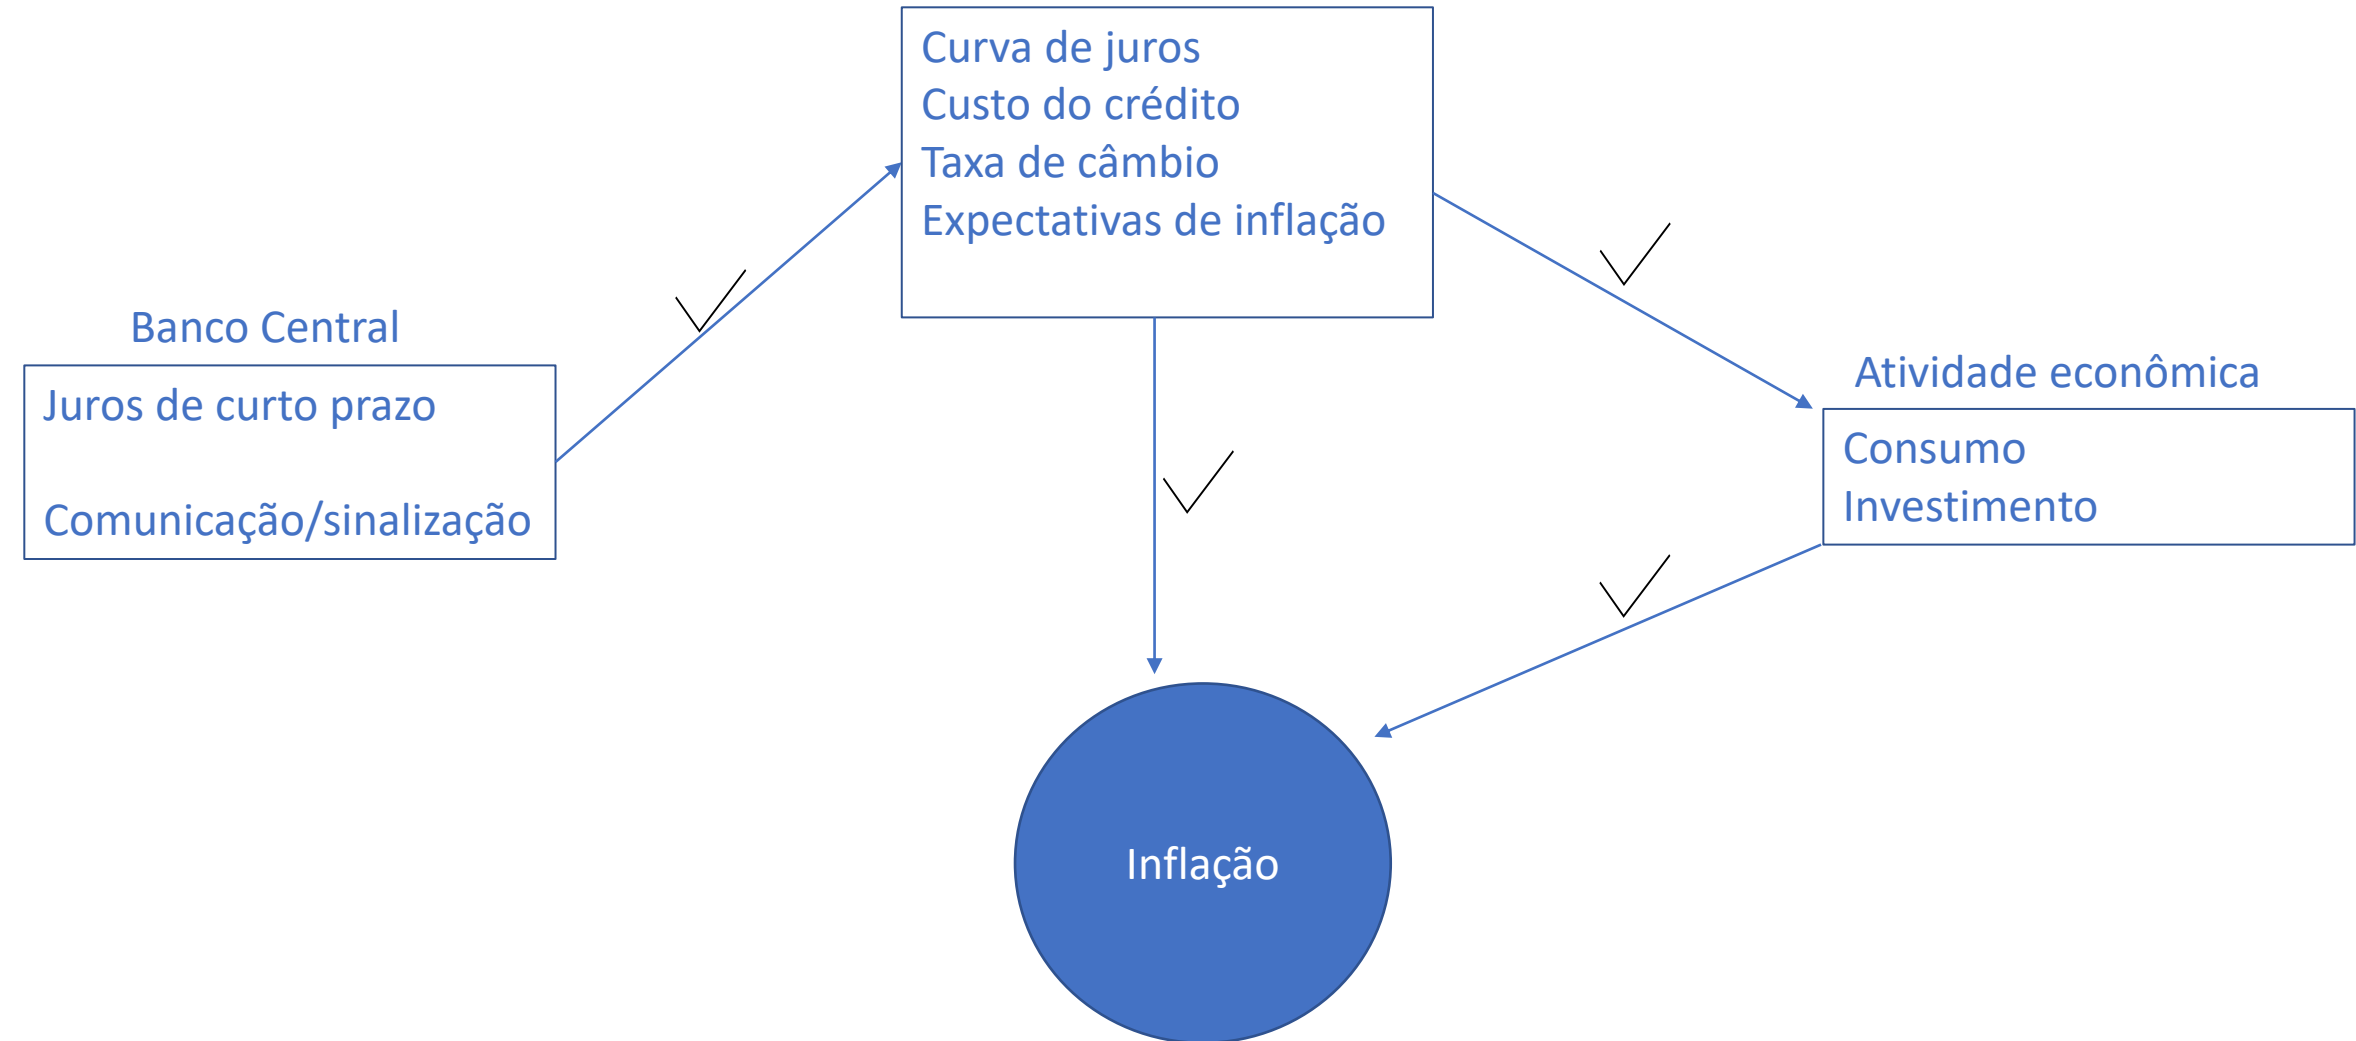 Curva de juros
Custo do crédito
Taxa de câmbio
Expectativas de inflação
Banco Central
Juros de curto prazo
Comunicação/sinalização
Atividade econômica
Consumo
Investimento
Inflação